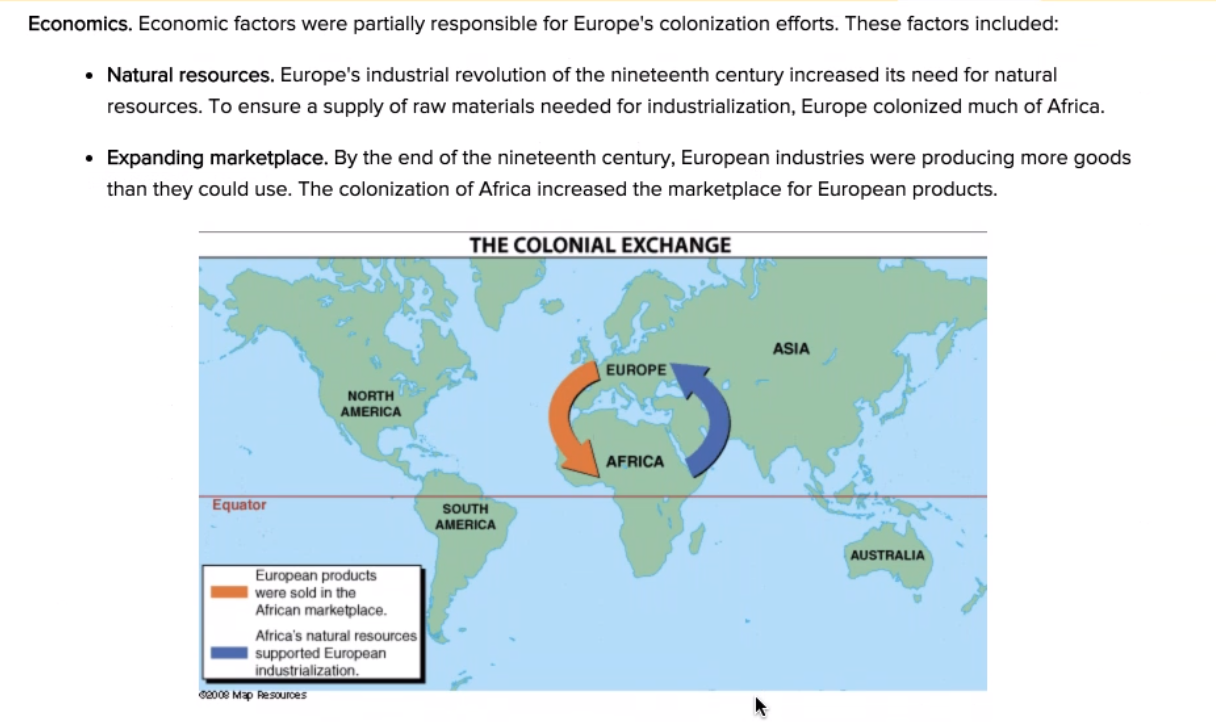 Economics. Economic factors were partially responsible for Europe's colonization efforts. These factors included:
• Natural resources. Europe's industrial revolution of the nineteenth century increased its need for natural
resources. To ensure a supply of raw materials needed for industrialization, Europe colonized much of Africa.
• Expanding marketplace. By the end of the nineteenth century, European industries were producing more goods
than they could use. The colonization of Africa increased the marketplace for European products.
THE COLONIAL EXCHANGE
ASIA
EUROPE
NORTH
AMERICA
AFRICA
Equator
SOUTH
AMERICA
AUSTRALIA
European products
were sold in the
African marketplace.
Africa's natural resources
supported European
industrialization.
©2008 Map Resources